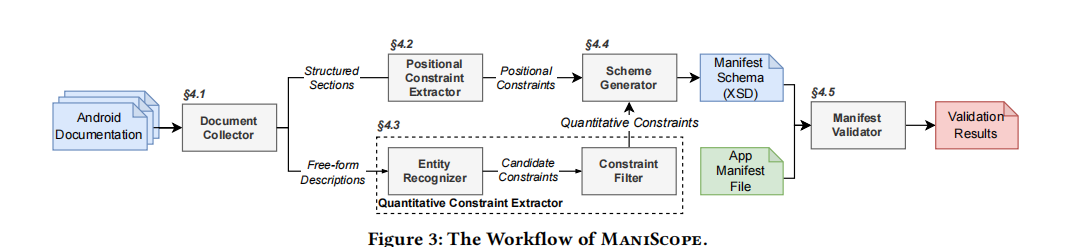 §4.2
§4.4
Structured
Sections
Positional
Constraint
Extractor
Positional
Constraints
Scheme
Generator
Manifest
Schema
(XSD)
§4.1
§4.5
Android
Documentation
Document
Collector
§4.3
Quantitative Constraints
Manifest
Validator
Validation
Results
Free-form
Descriptions
Entity
Recognizer
Candidate
Constraints
Constraint
Filter
App
Manifest
File
Quantitative Constraint Extractor
Figure 3: The Workflow of MANISCOPE.